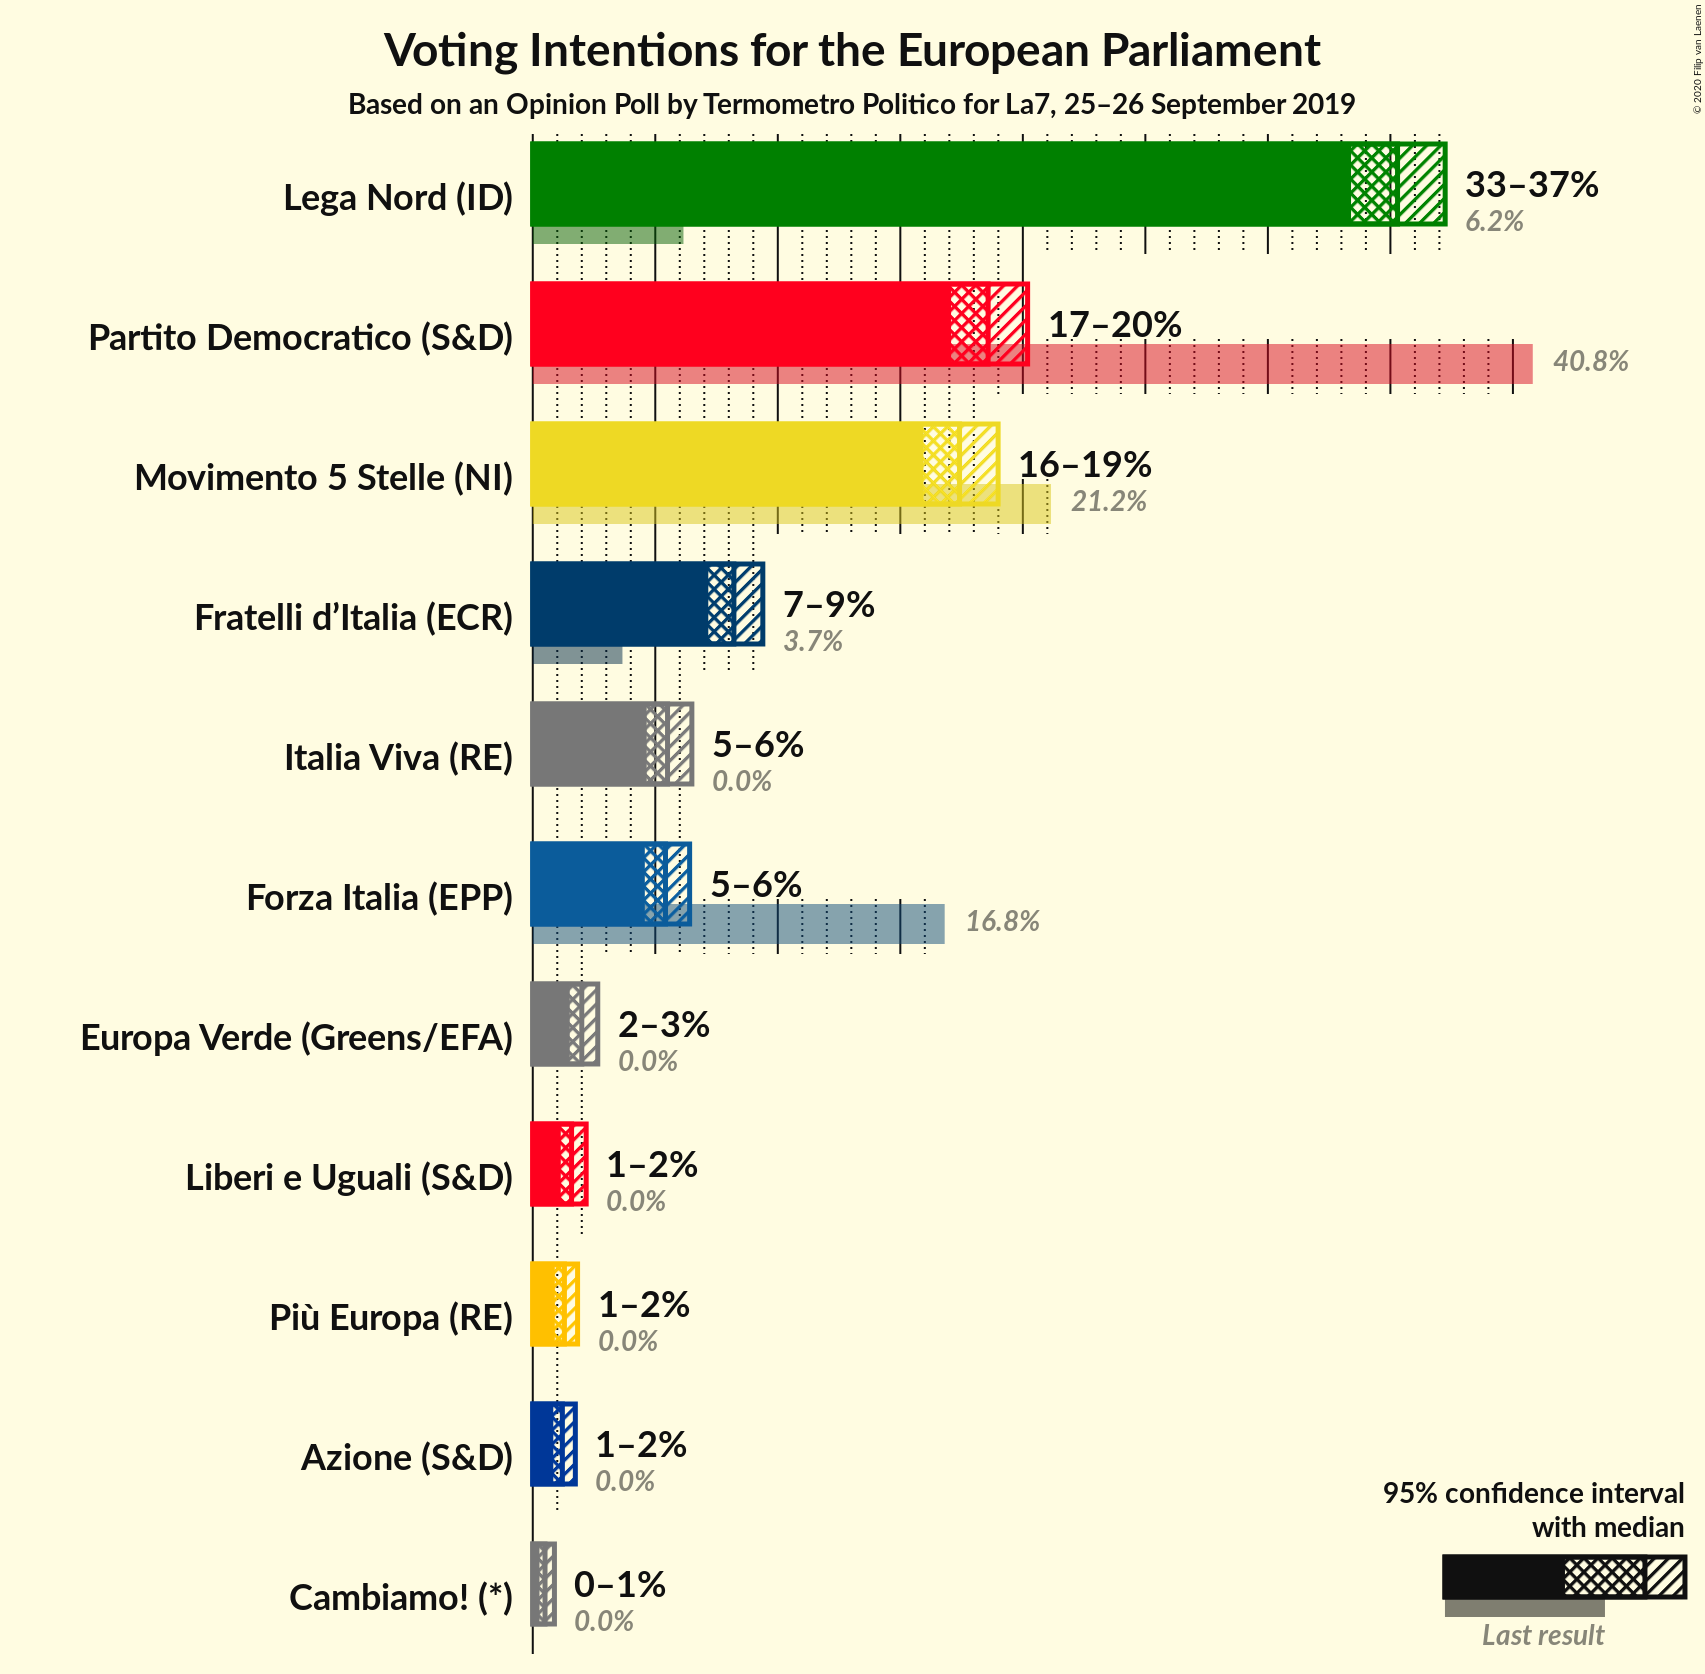 Voting Intentions for the European Parliament
Based on an Opinion Poll by Termometro Politico for La7, 25–26 September 2019
© 2020 Filip van Laenen
Lega Nord (ID)
33–37%
6.2%
Partito Democratico (S&D)
17–20%
40.8%
Movimento 5 Stelle (NI)
16–19%
21.2%
Fratelli d’Italia (ECR)
7–9%
3.7%
Italia Viva (RE)
5–6%
0.0%
Forza Italia (EPP)
5–6%
16.8%
Europa Verde (Greens/EFA)
2–3%
0.0%
Liberi e Uguali (S&D)
1–2%
0.0%
Più Europa (RE)
1–2%
0.0%
Azione (S&D)
1–2%
0.0%
Cambiamo! (*)
0–1%
0.0%
95% confidence interval
with median
Last result